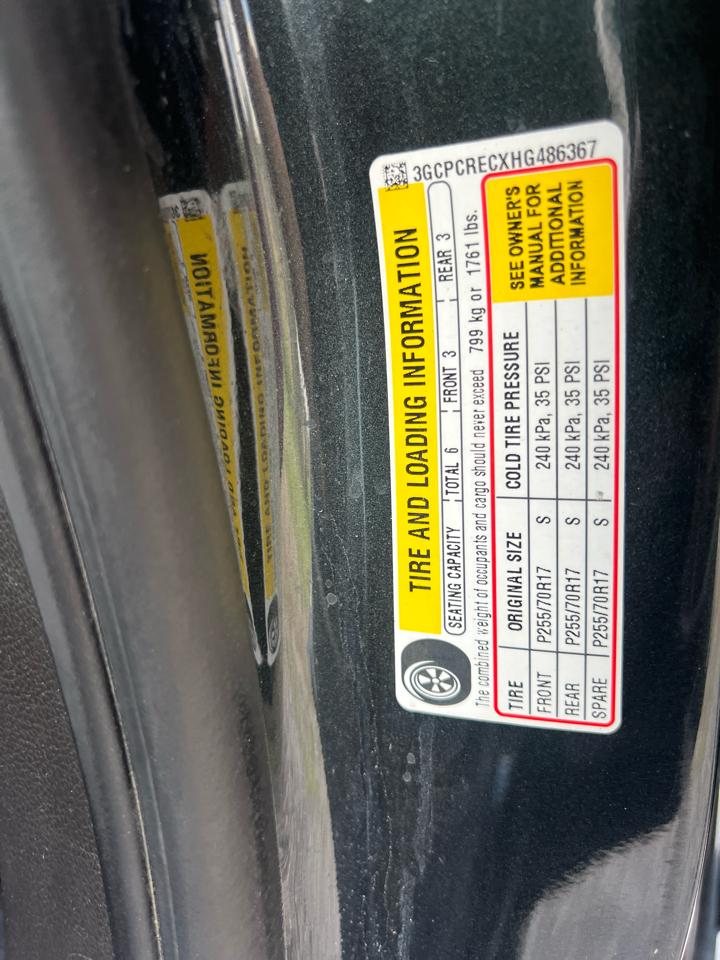 3GCPCRECXHG486367
TIRE AND LOADING INFORMATION
SEATING CAPACITY TOTAL 6 FRONT 3 REAR 3
The combined weight of occupants and cargo should never exceed 799 kg or 1761 lbs.
TIRE ORIGINAL SIZE COLD TIRE PRESSURE
FRONT P255/70R17 S 240 kPa, 35 PSI
REAR P255/70R17 S 240 kPa, 35 PSI
SPARE P255/70R17 S 240 kPa, 35 PSI
SEE OWNER'S
MANUAL FOR
ADDITIONAL
INFORMATION